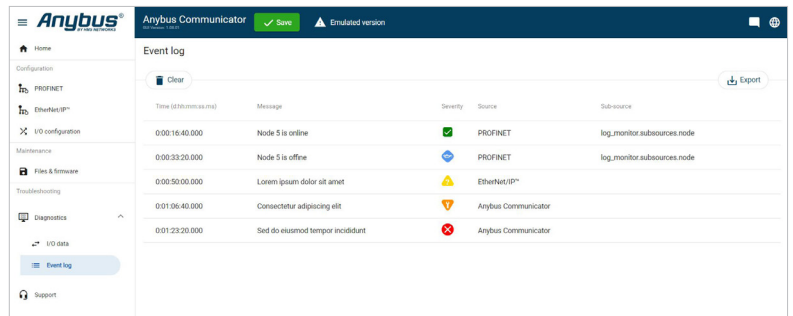 Anybus®
BY HMS NETWORKS
Anybus Communicator
Save
Emulated version
Home
Configuration
PROFINET
EtherNet/IP™
I/O configuration
Maintenance
Files & firmware
Troubleshooting
Diagnostics
I/O data
Event log
Support
Event log
Clear
Export
Time (d:hh:mm:ss.ms) Message Severity Source Sub-source
0:00:16:40.000 Node 5 is online PROFINET log_monitor.subsources.node
0:00:33:20.000 Node 5 is offine PROFINET log_monitor.subsources.node
0:00:50:00.000 Lorem ipsum dolor sit amet EtherNet/IP™
0:01:06:40.000 Consectetur adipiscing elit Anybus Communicator
0:01:23:20.000 Sed do eiusmod tempor incididunt Anybus Communicator